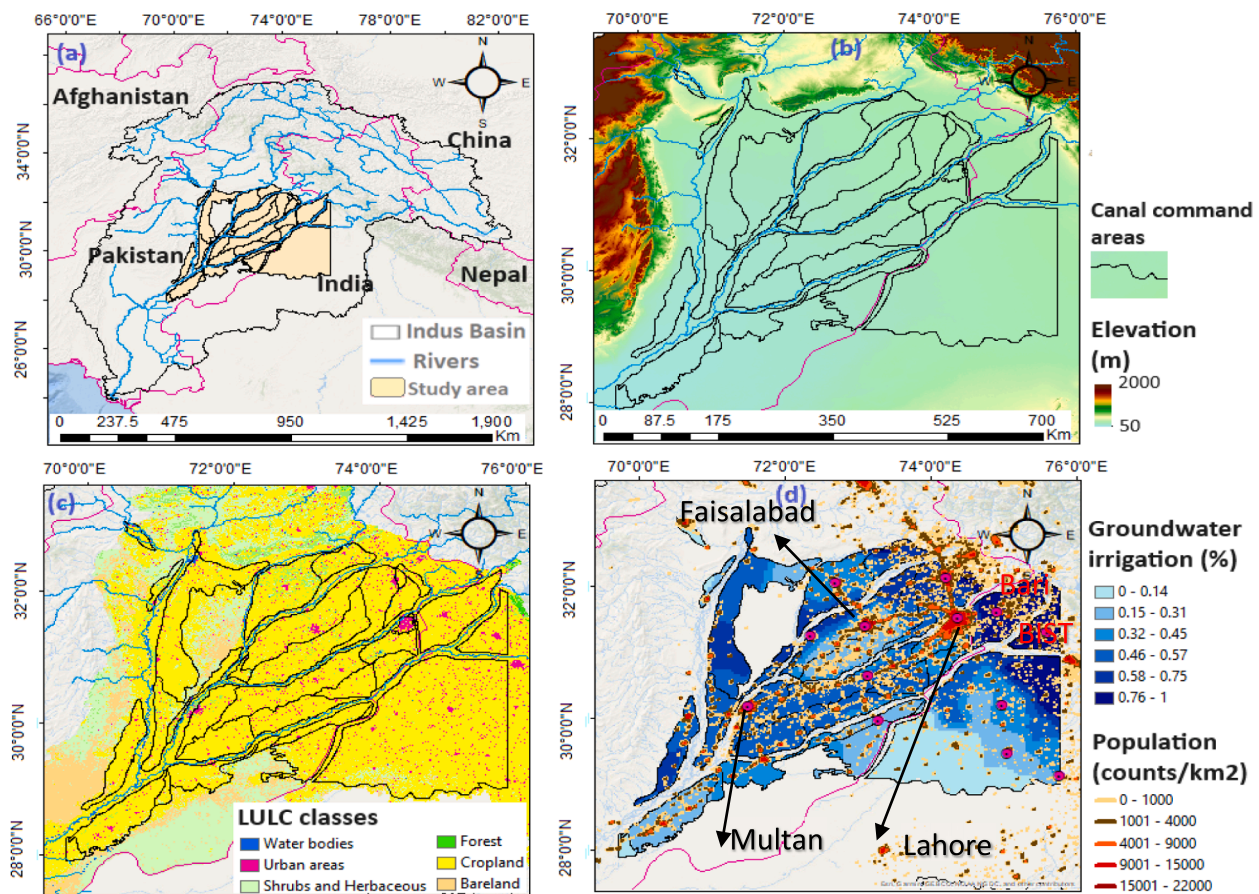 66°0'0"E 70°0'0"E 74°0'0"E 78°0'0"E 82°0'0"E
(a)
N
W E
S
Afghanistan
China
Pakistan
India
Nepal
34°0'0"N
30°0'0"N
26°0'0"N
Indus Basin
Rivers
Study area
0 237.5 475 950 1,425 1,900
Km
70°0'0"E 72°0'0"E 74°0'0"E 76°0'0"E
(b)
N
W E
S
32°0'0"N
30°0'0"N
28°0'0"N
0 87.5 175 350 525 700
Km
Canal command
areas
Elevation
(m)
2000
50
70°0'0"E 72°0'0"E 74°0'0"E 76°0'0"E
(c)
N
W E
S
32°0'0"N
30°0'0"N
28°0'0"N
LULC classes
Water bodies
Urban areas
Shrubs and Herbaceous
Forest
Cropland
Bareland
70°0'0"E 72°0'0"E 74°0'0"E 76°0'0"E
(d)
N
W E
Faisalabad
Bari
BIST
Multan
Lahore
32°0'0"N
30°0'0"N
28°0'0"N
Groundwater
irrigation (%)
0 - 0.14
0.15 - 0.31
0.32 - 0.45
0.46 - 0.57
0.58 - 0.75
0.76 - 1
Population
(counts/km2)
0 - 1000
1001 - 4000
4001 - 9000
9001 - 15000
15001 - 22000